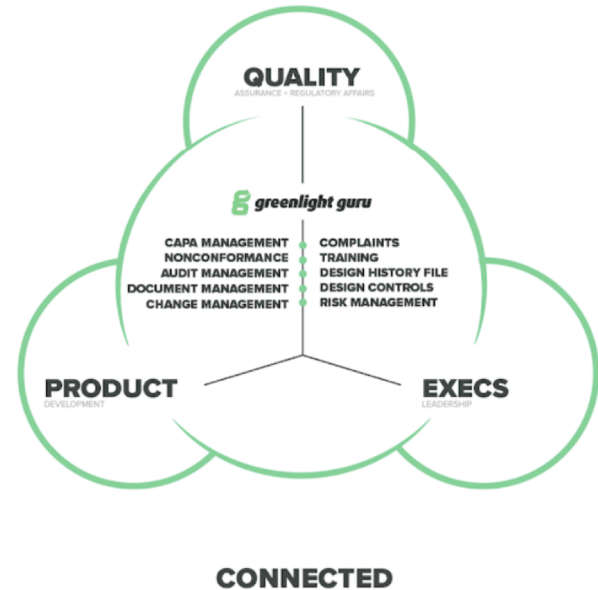 QUALITY
ASSURANCE + REGULATORY AFFAIRS
greenlight guru
CAPA MANAGEMENT
NONCONFORMANCE
AUDIT MANAGEMENT
DOCUMENT MANAGEMENT
CHANGE MANAGEMENT
COMPLAINTS
TRAINING
DESIGN HISTORY FILE
DESIGN CONTROLS
RISK MANAGEMENT
PRODUCT
DEVELOPMENT
EXECS
LEADERSHIP
CONNECTED